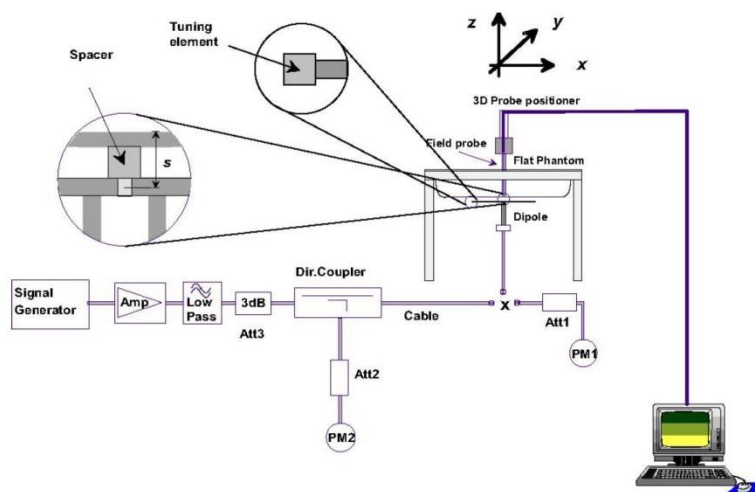 Tuning
element
Spacer
s
z
y
x
3D Probe positioner
Field probe
Flat Phantom
Dipole
Signal
Generator
Amp
Low
Pass
3dB
Att3
Dir.Coupler
Cable
x
Att1
PM1
Att2
PM2